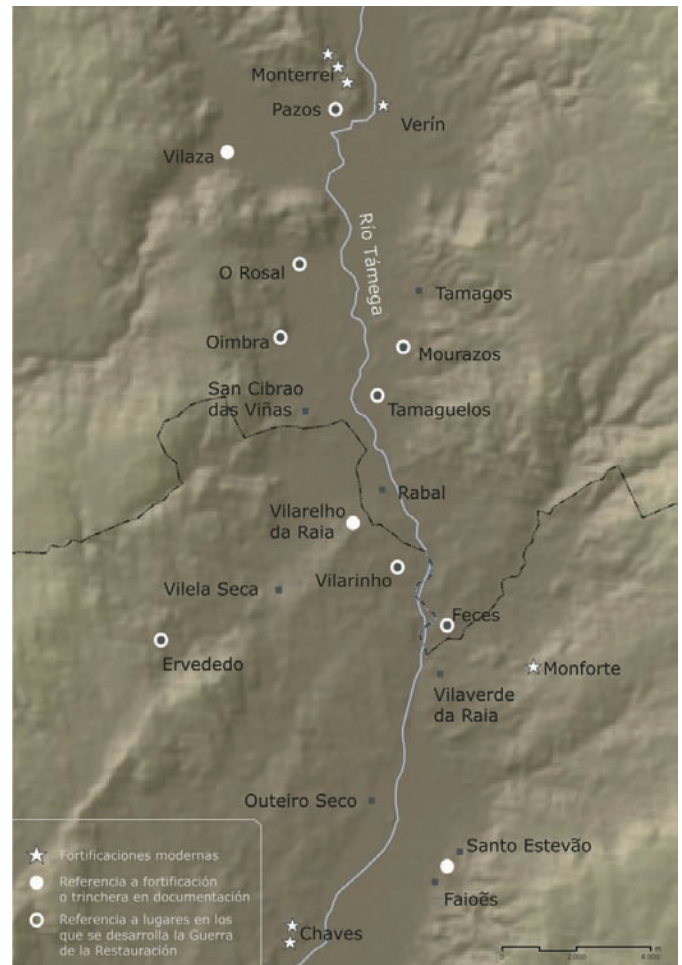 Monterrei
Pazos
Verín
Vilaza
Río Támega
O Rosal
Tamagos
Oimbra
Mourazos
San Cibrao
das Viñas
Tamaguelos
Rabal
Vilarelho
da Raia
Vilarinho
Vilela Seca
Feces
Ervededo
Monforte
Vilaverde
da Raia
Outeiro Seco
Santo Estevão
Faioẽs
Chaves
Fortificaciones modernas
Referencia a fortificación
o trinchera en documentación
Referencia a lugares en los
que se desarrolla la Guerra
de la Restauración
0 2.000 4.000 m